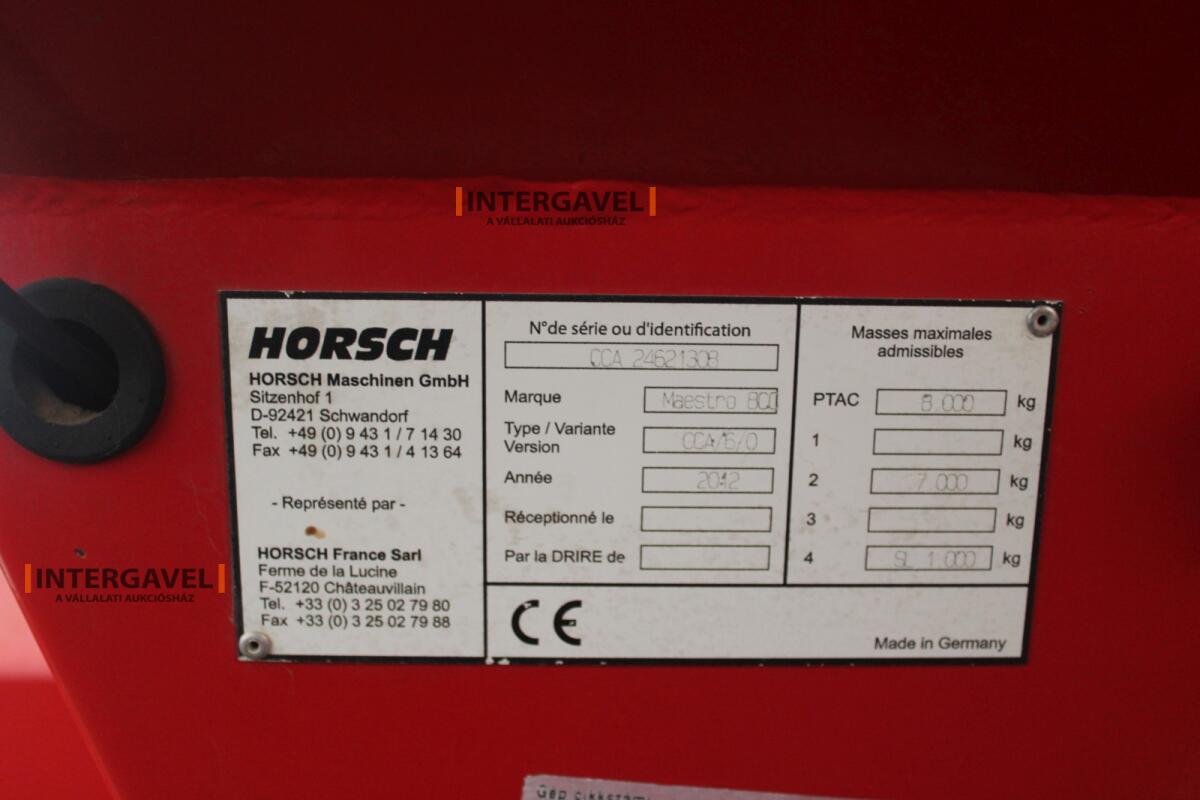 INTERGAVEL
A VÁLLALATI AUKCIÓSHÁZ
HORSCH
HORSCH Maschinen GmbH
Sitzenhof 1
D-92421 Schwandorf
Tel. +49 (0) 9 43 1 / 7 14 30
Fax +49 (0) 9 43 1 / 4 13 64
- Représenté par -
HORSCH France Sarl
Ferme de la Lucine
F-52120 Châteauvillain
Tel. +33 (0) 3 25 02 79 80
Fax +33 (0) 3 25 02 79 88
N°de série ou d'identification
CCA 24621308
Marque Maestro 8CC
Type / Variante
Version CCA/6/0
Année 2012
Réceptionné le
Par la DRIRE de
Masses maximales
admissibles
PTAC 8.000 kg
1 kg
2 7.000 kg
3 kg
4 SL 1.000 kg
CE
Made in Germany
INTERGAVEL
A VÁLLALATI AUKCIÓSHÁZ
Gép